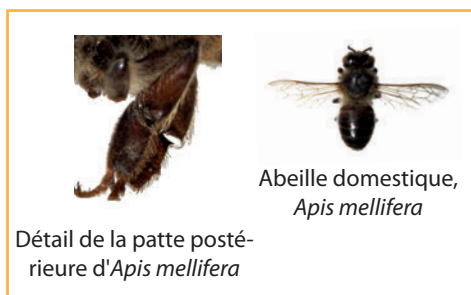 Abeille domestique,
Apis mellifera
Détail de la patte posté-
rieure d'Apis mellifera